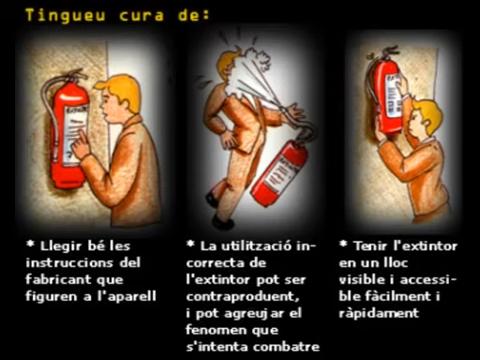 Tingueu cura de:
* Llegir bé les
instruccions del
fabricant que
figuren a l'aparell
* La utilització in-
correcta de
l'extintor pot ser
contraproduent,
i pot agreujar el
fenomen que
s'intenta combatre
* Tenir l'extintor
en un lloc
visible i accessi-
ble fàcilment i
ràpidament